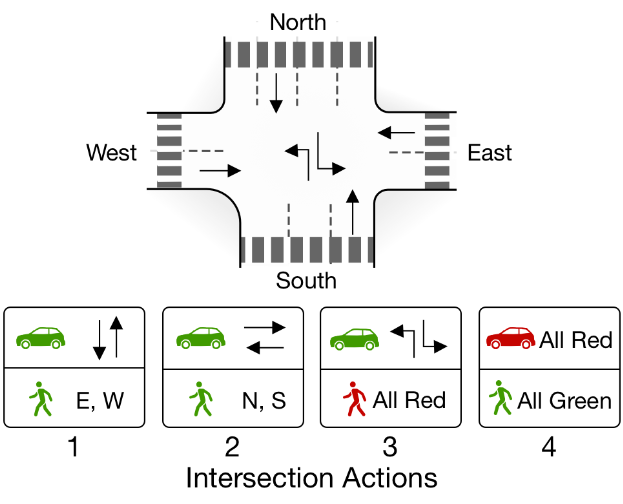 North
West
East
South
E, W
N, S
All Red
All Red
All Green
1
2
3
4
Intersection Actions